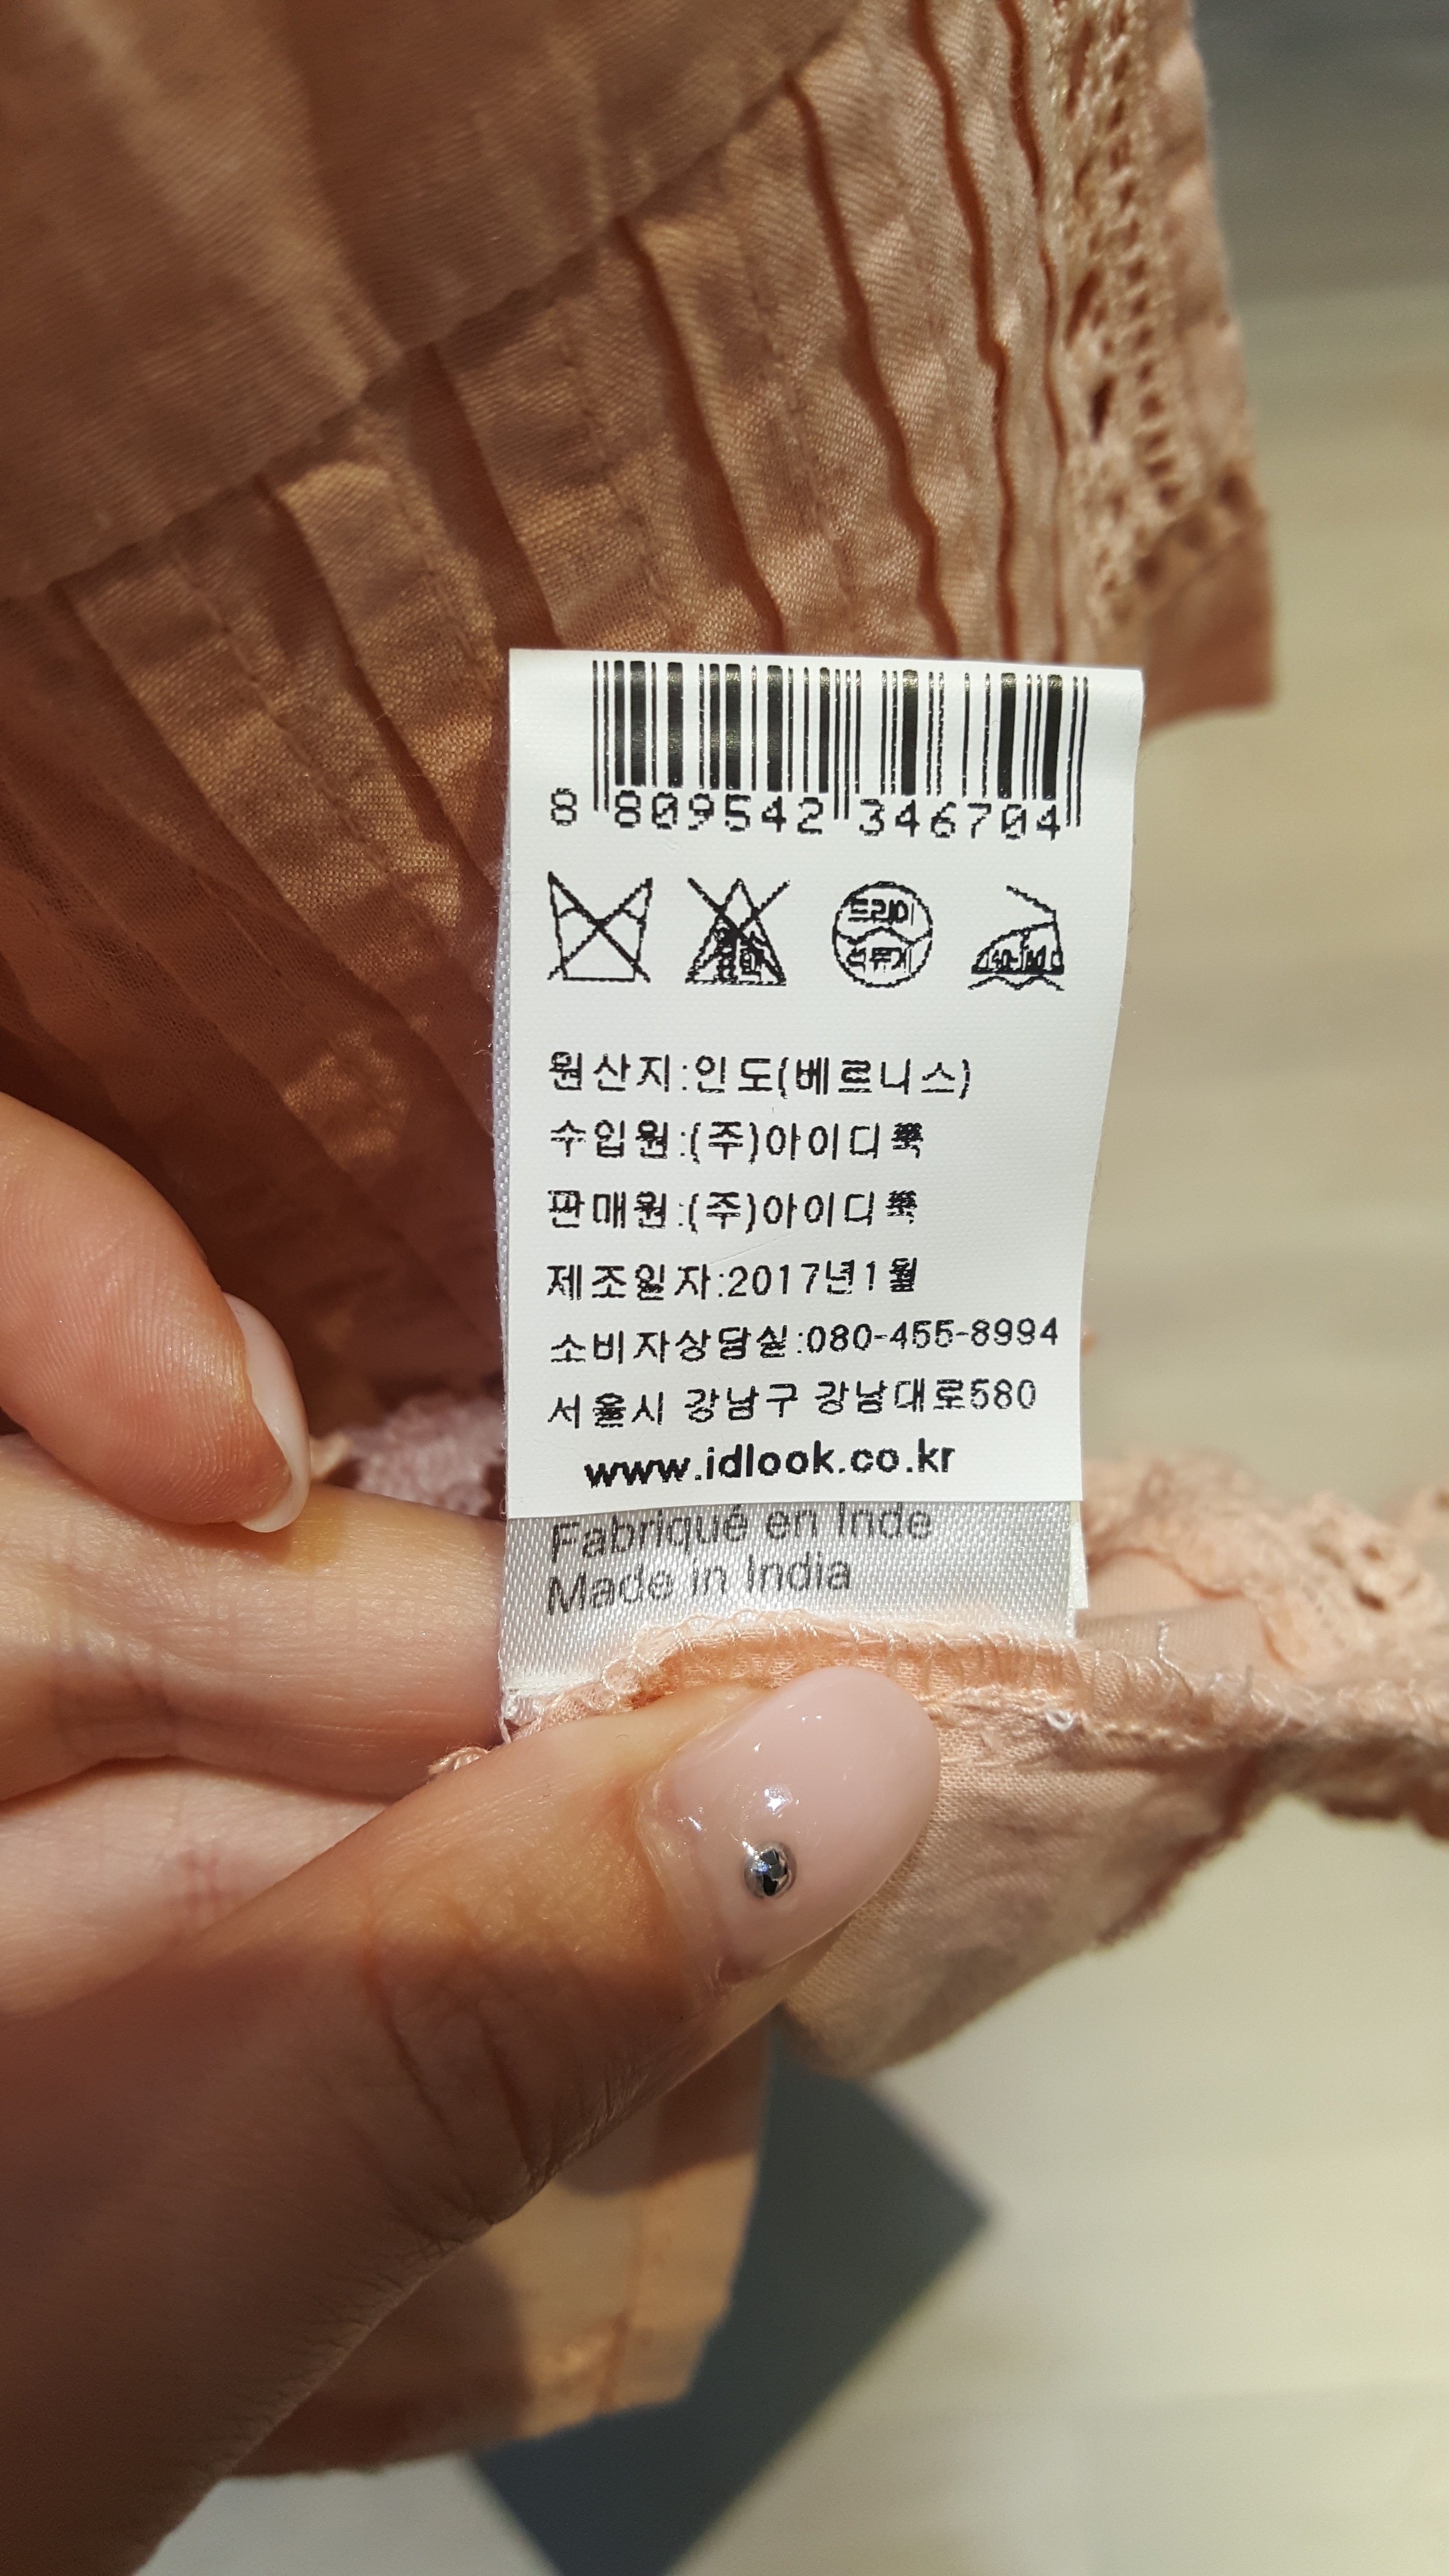 8 809542 346704
드라이
원산지:인도(베르니스)
수입원:(주)아이디룩
판매원:(주)아이디룩
제조일자:2017년1월
소비자상담실:080-455-8994
서울시 강남구 강남대로580
www.idlook.co.kr
Fabriqué en Inde
Made in India